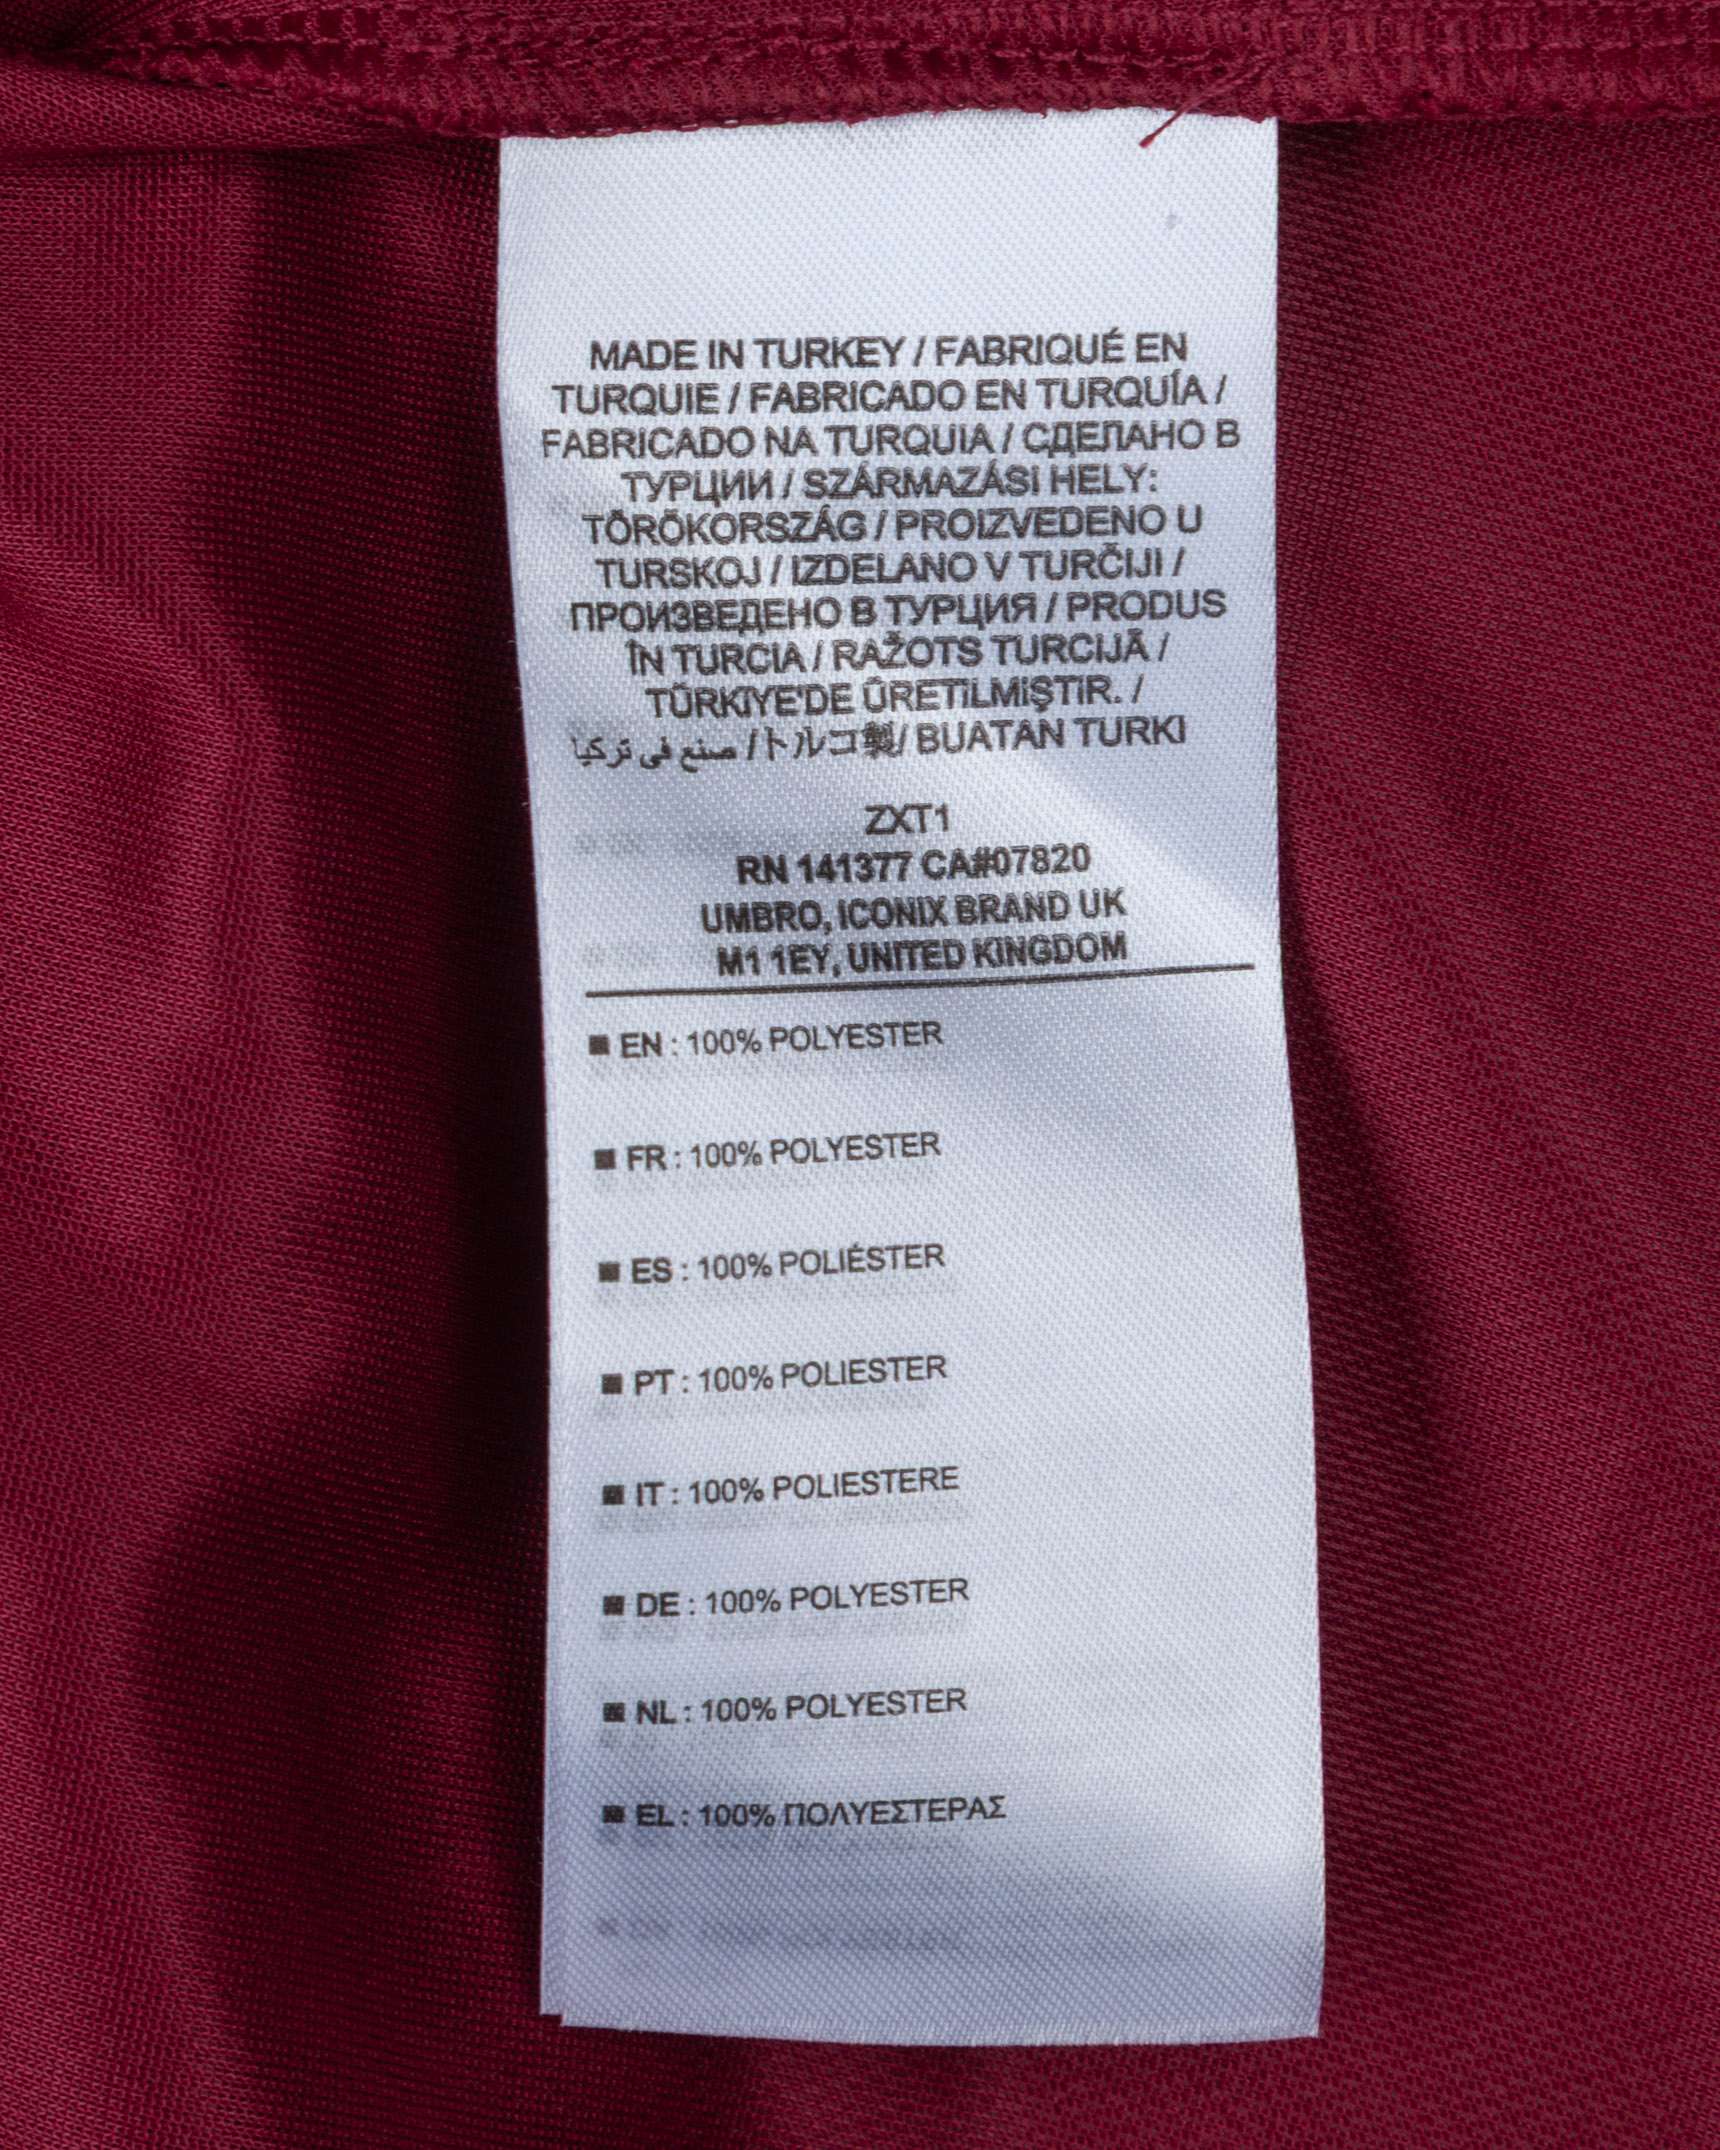 MADE IN TURKEY / FABRIQUÉ EN
TURQUIE / FABRICADO EN TURQUÍA /
FABRICADO NA TURQUIA / СДЕЛАНО В
ТУРЦИИ / SZÁRMAZÁSI HELY:
TÖRÖKORSZÁG / PROIZVEDENO U
TURSKOJ / IZDELANO V TURČIJI /
ПРОИЗВЕДЕНО В ТУРЦИЯ / PRODUS
ÎN TURCIA / RAŽOTS TURCIJĀ /
TÜRKIYE'DE ÜRETİLMİŞTİR. /
صنع في تركيا /トルコ製/ BUATAN TURKI
ZXT1
RN 141377 CA#07820
UMBRO, ICONIX BRAND UK
M1 1EY, UNITED KINGDOM
■ EN : 100% POLYESTER
■ FR : 100% POLYESTER
■ ES : 100% POLIÉSTER
■ PT : 100% POLIESTER
■ IT : 100% POLIESTERE
■ DE : 100% POLYESTER
■ NL : 100% POLYESTER
■ EL : 100% ΠΟΛΥΕΣΤΕΡΑΣ